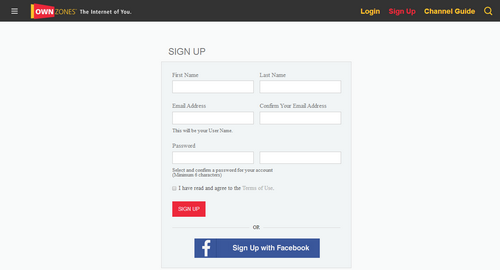 OWNZONES The Internet of You.
Login Sign Up Channel Guide
SIGN UP
First Name Last Name
Email Address Confirm Your Email Address
This will be your User Name.
Password
Select and confirm a password for your account
(Minimum 6 characters)
I have read and agree to the Terms of Use.
SIGN UP
OR
f Sign Up with Facebook